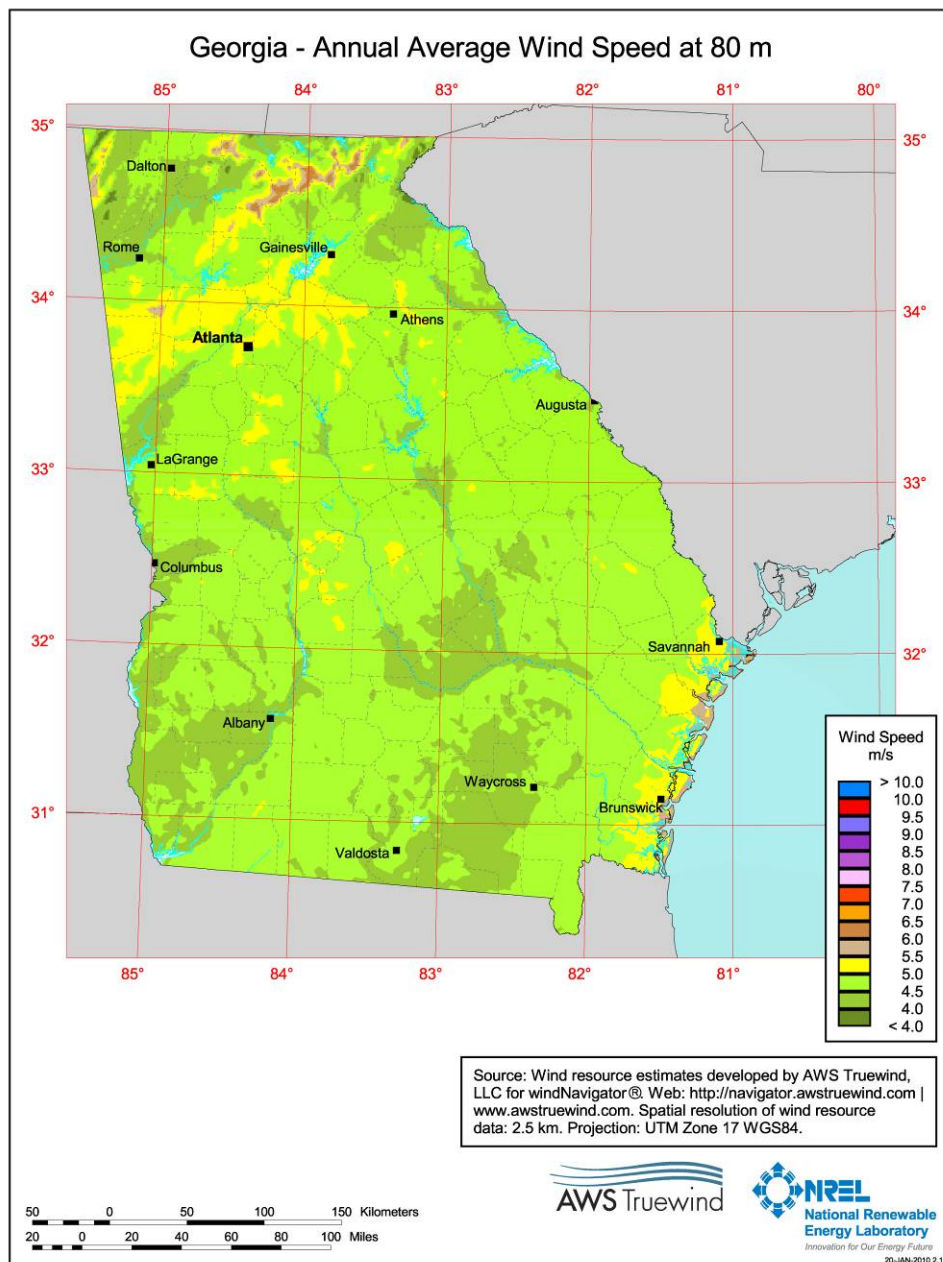 Georgia - Annual Average Wind Speed at 80 m
85° 84° 83° 82° 81° 80°
35° 35°
Dalton
Rome
Gainesville
34° 34°
Athens
Atlanta
Augusta
33° 33°
LaGrange
Columbus
32° 32°
Savannah
Albany
Waycross
Brunswick
31° 31°
Valdosta
85° 84° 83° 82° 81°
Wind Speed
m/s
> 10.0
10.0
9.5
9.0
8.5
8.0
7.5
7.0
6.5
6.0
5.5
5.0
4.5
4.0
< 4.0
Source: Wind resource estimates developed by AWS Truewind,
LLC for windNavigator®. Web: http://navigator.awstruewind.com |
www.awstruewind.com. Spatial resolution of wind resource
data: 2.5 km. Projection: UTM Zone 17 WGS84.
AWS Truewind
NREL
National Renewable
Energy Laboratory
Innovation for Our Energy Future
50 0 50 100 150 Kilometers
20 0 20 40 60 80 100 Miles
20-JAN-2010 2.1